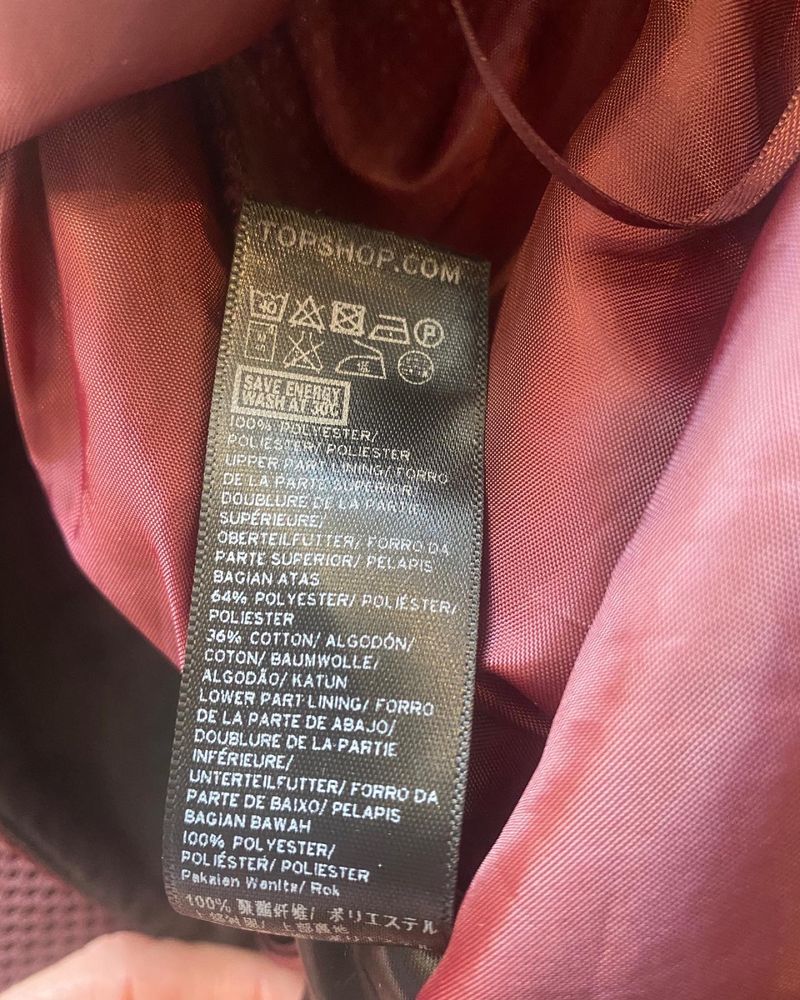 TOPSHOP.COM
40
P
SAVE ENERGY
WASH AT 30C
100% POLYESTER/
POLIÉSTER/ POLIESTER
UPPER PART LINING/ FORRO
DE LA PARTE SUPERIOR/
DOUBLURE DE LA PARTIE
SUPÉRIEURE/
OBERTEILFUTTER/ FORRO DA
PARTE SUPERIOR/ PELAPIS
BAGIAN ATAS
64% POLYESTER/ POLIÉSTER/
POLIESTER
36% COTTON/ ALGODÓN/
COTON/ BAUMWOLLE/
ALGODÃO/ KATUN
LOWER PART LINING/ FORRO
DE LA PARTE DE ABAJO/
DOUBLURE DE LA PARTIE
INFÉRIEURE/
UNTERTEILFUTTER/ FORRO DA
PARTE DE BAIXO/ PELAPIS
BAGIAN BAWAH
100% POLYESTER/
POLIÉSTER/ POLIESTER
Pakaian Wanita/ Rok
100% 聚酯纤维/ ポリエステル